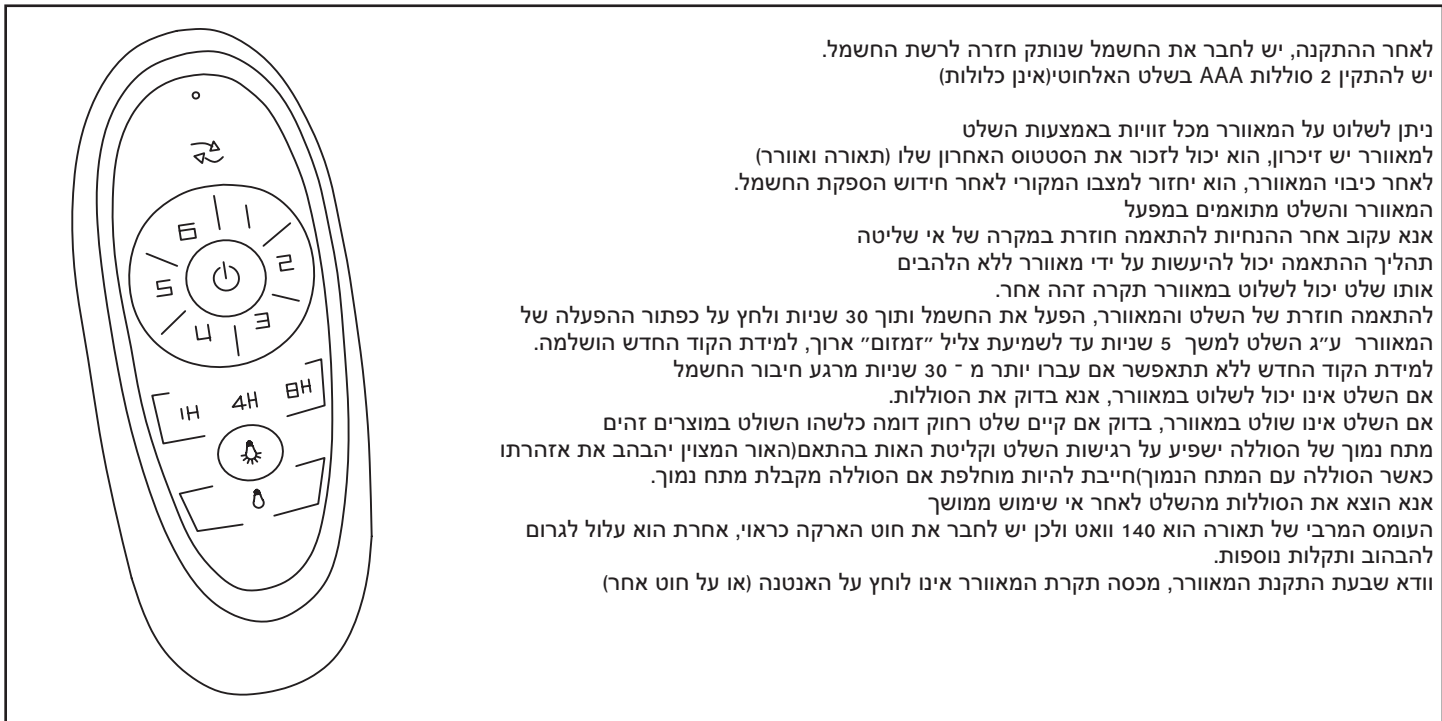 לאחר ההתקנה, יש לחבר את החשמל שנותק חזרה לרשת החשמל.
יש להתקין 2 סוללות AAA בשלט האלחוטי(אינן כלולות)
ניתן לשלוט על המאוורר מכל זוויות באמצעות השלט
למאוורר יש זיכרון, הוא יכול לזכור את הסטטוס האחרון שלו (תאורה ואוורר)
לאחר כיבוי המאוורר, הוא יחזור למצבו המקורי לאחר חידוש הספקת החשמל.
המאוורר והשלט מתואמים במפעל
אנא עקוב אחר ההנחיות להתאמה חוזרת במקרה של אי שליטה
תהליך ההתאמה יכול להיעשות על ידי מאוורר ללא הלהבים
אותו שלט יכול לשלוט במאוורר תקרה זהה אחר.
להתאמה חוזרת של השלט והמאוורר, הפעל את החשמל ותוך 30 שניות ולחץ על כפתור ההפעלה של
המאוורר ע״ג השלט למשך 5 שניות עד לשמיעת צליל ״זמזום״ ארוך, למידת הקוד החדש הושלמה.
למידת הקוד החדש ללא תתאפשר אם עברו יותר מ - 30 שניות מרגע חיבור החשמל
אם השלט אינו יכול לשלוט במאוורר, אנא בדוק את הסוללות.
אם השלט אינו שולט במאוורר, בדוק אם קיים שלט רחוק דומה כלשהו השולט במוצרים זהים
מתח נמוך של הסוללה ישפיע על רגישות השלט וקליטת האות בהתאם(האור המצוין יהבהב את אזהרתו
כאשר הסוללה עם המתח הנמוך)חייבת להיות מוחלפת אם הסוללה מקבלת מתח נמוך.
אנא הוצא את הסוללות מהשלט לאחר אי שימוש ממושך
העומס המרבי של תאורה הוא 140 וואט ולכן יש לחבר את חוט הארקה כראוי, אחרת הוא עלול לגרום
להבהוב ותקלות נוספות.
וודא שבעת התקנת המאוורר, מכסה תקרת המאוורר אינו לוחץ על האנטנה (או על חוט אחר)
1
2
3
4
5
6
1H 4H 8H